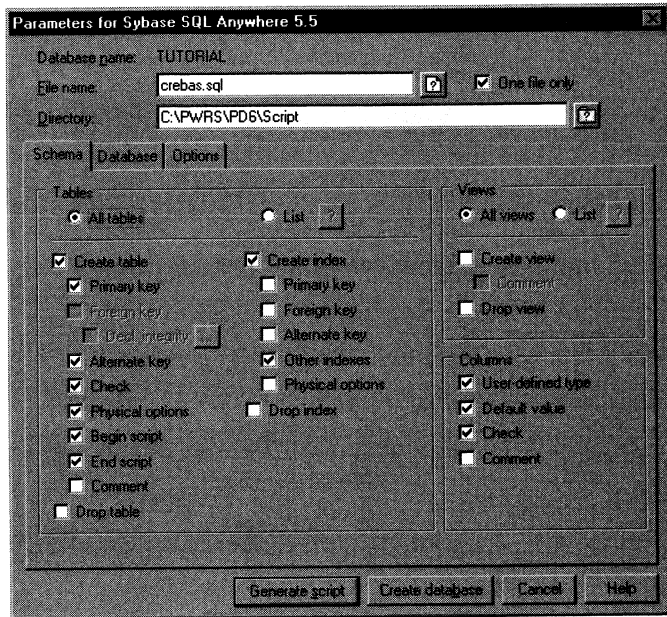 Parameters for Sybase SQL Anywhere 5.5
Database name: TUTORIAL
File name: crebas.sql
One file only
Directory: C:\PWRS\PD6\Script
Schema Database Options
Tables
All tables
List
Create table
Primary key
Foreign key
Decl. integrity ...
Alternate key
Check
Physical options
Begin script
End script
Comment
Drop table
Create index
Primary key
Foreign key
Alternate key
Other indexes
Physical options
Drop index
Views
All views
List
Create view
Comment
Drop view
Columns
User-defined type
Default value
Check
Comment
Generate script
Create database
Cancel
Help